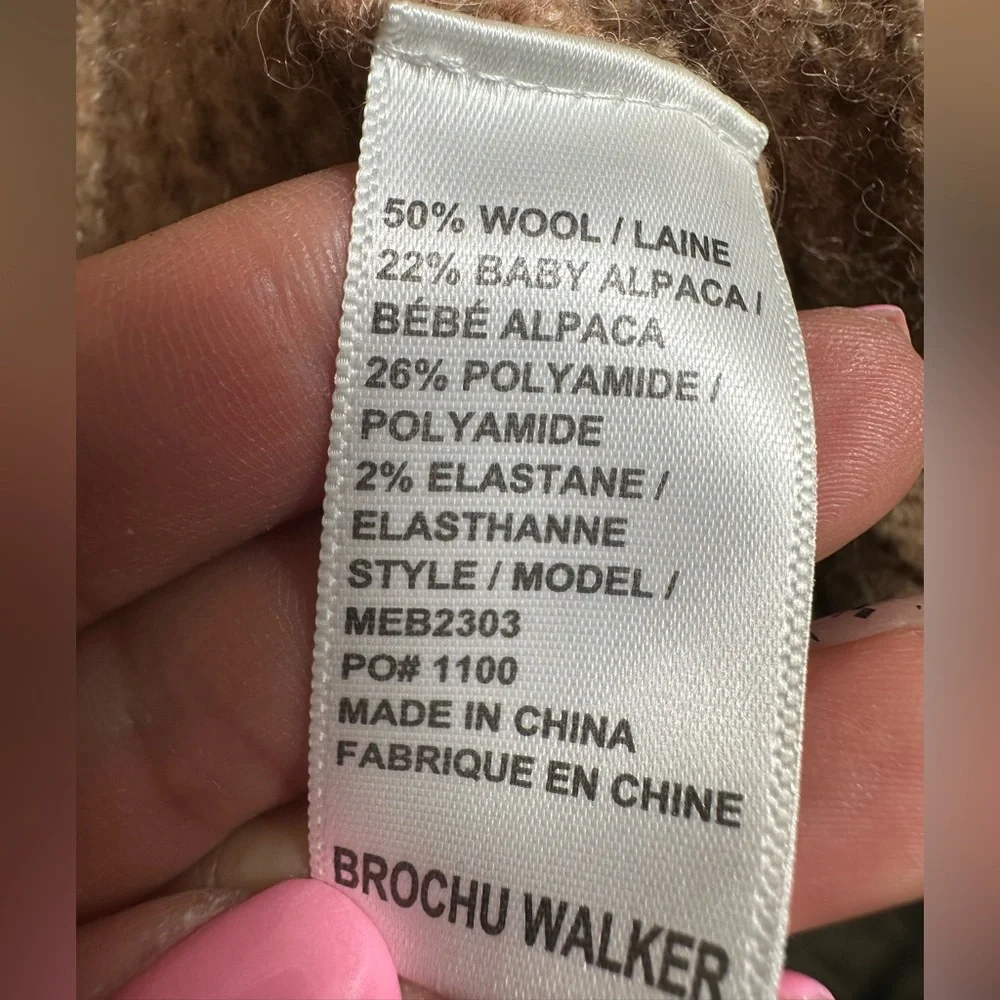 50% WOOL / LAINE
22% BABY ALPACA /
BÉBÉ ALPACA
26% POLYAMIDE /
POLYAMIDE
2% ELASTANE /
ELASTHANNE
STYLE / MODEL /
MEB2303
PO# 1100
MADE IN CHINA
FABRIQUE EN CHINE
BROCHU WALKER